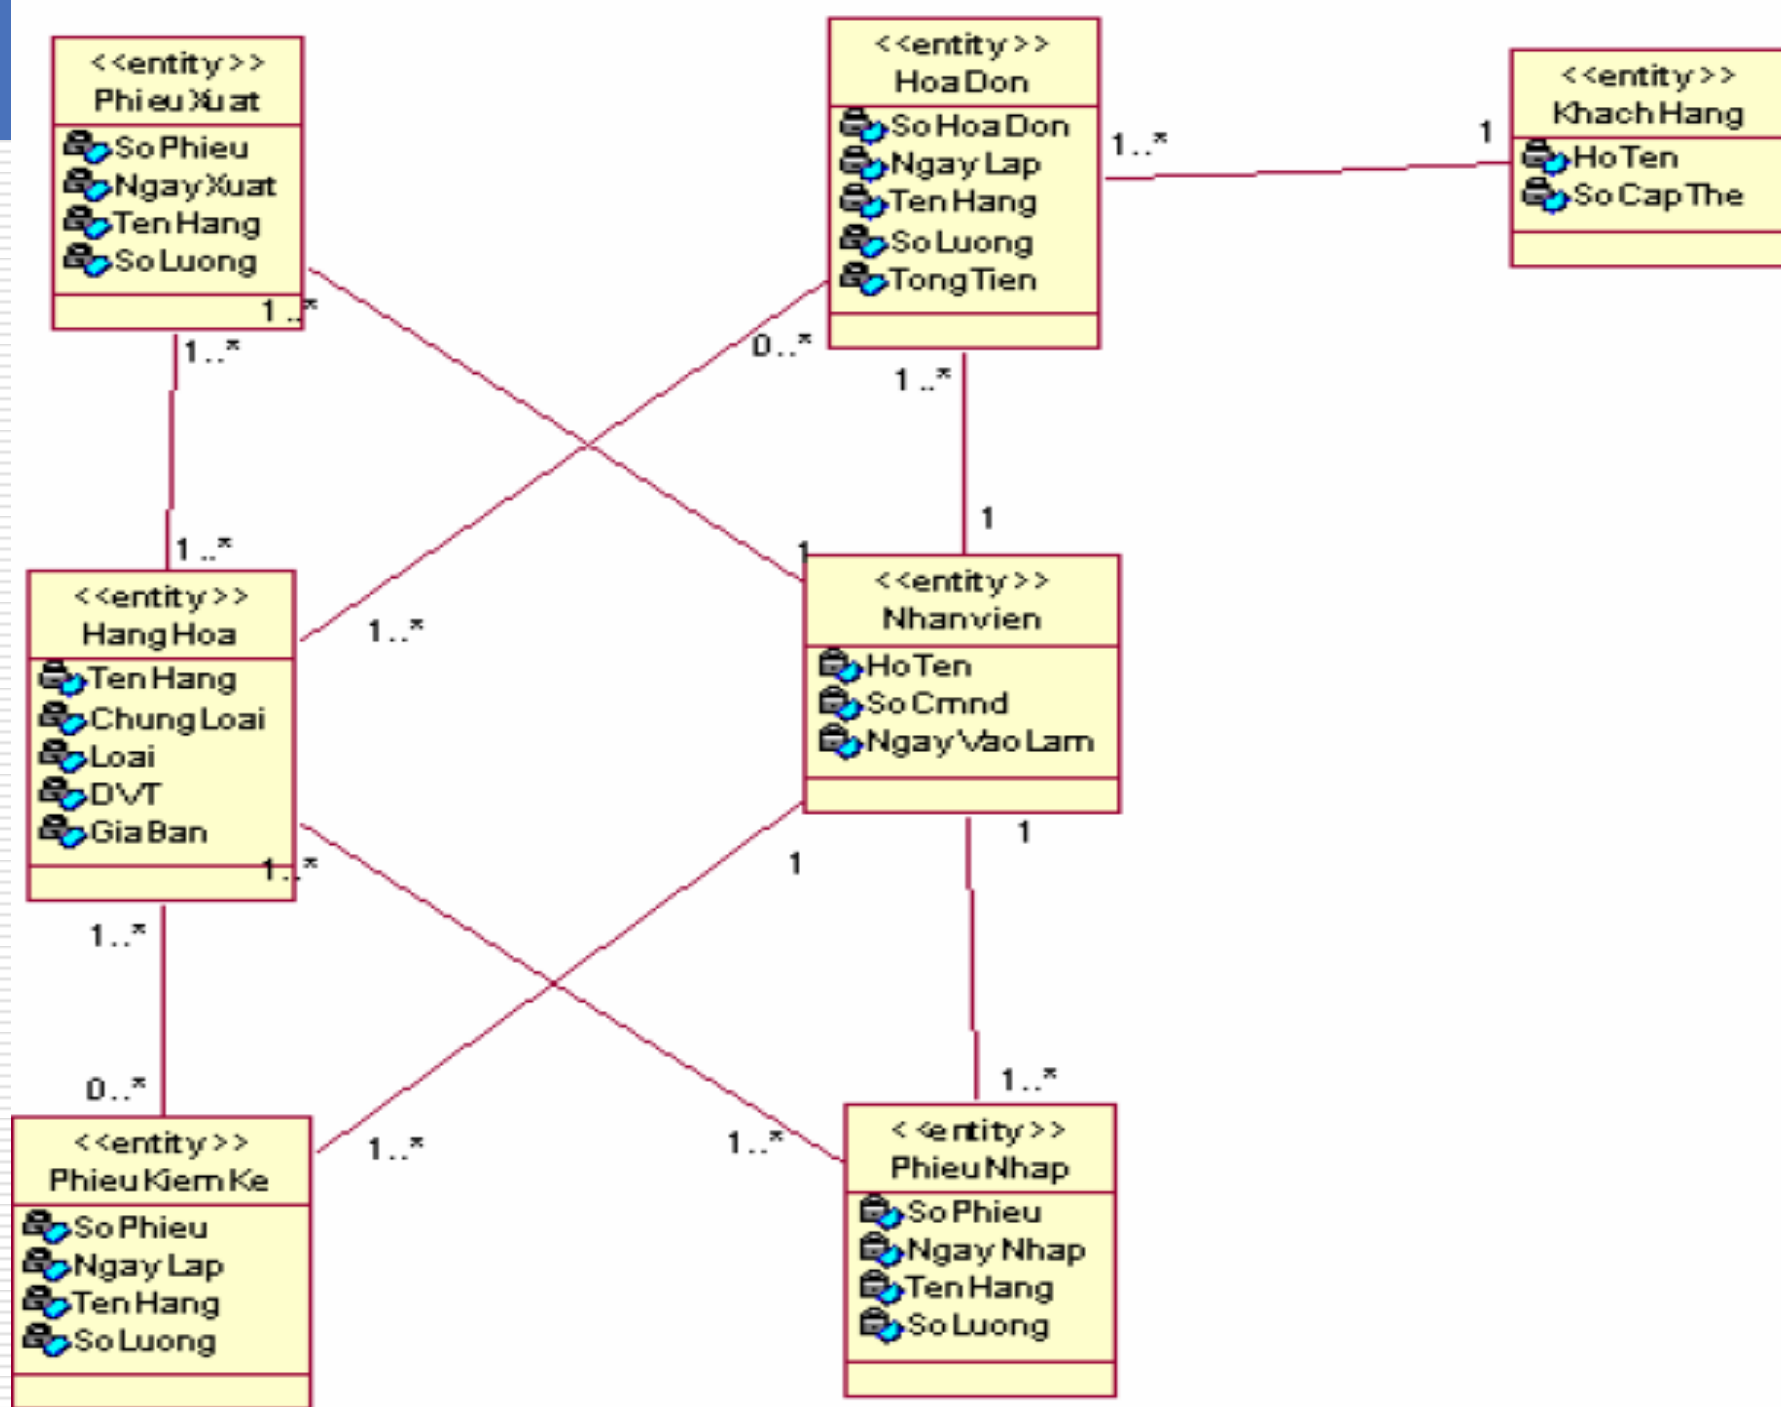 <<entity>>
PhieuXuat
SoPhieu
NgayXuat
TenHang
SoLuong
1..*
1..*
<<entity>>
HoaDon
SoHoaDon
NgayLap
TenHang
SoLuong
TongTien
0..*
1..*
1..*
1
<<entity>>
KhachHang
HoTen
SoCapThe
1..*
<<entity>>
HangHoa
TenHang
ChungLoai
Loai
DVT
GiaBan
1..*
1..*
1..*
1
1
<<entity>>
Nhanvien
HoTen
SoCmnd
NgayVaoLam
1
1
0..*
<<entity>>
PhieuKiemKe
SoPhieu
NgayLap
TenHang
SoLuong
1..*
1..*
1..*
<<entity>>
PhieuNhap
SoPhieu
NgayNhap
TenHang
SoLuong